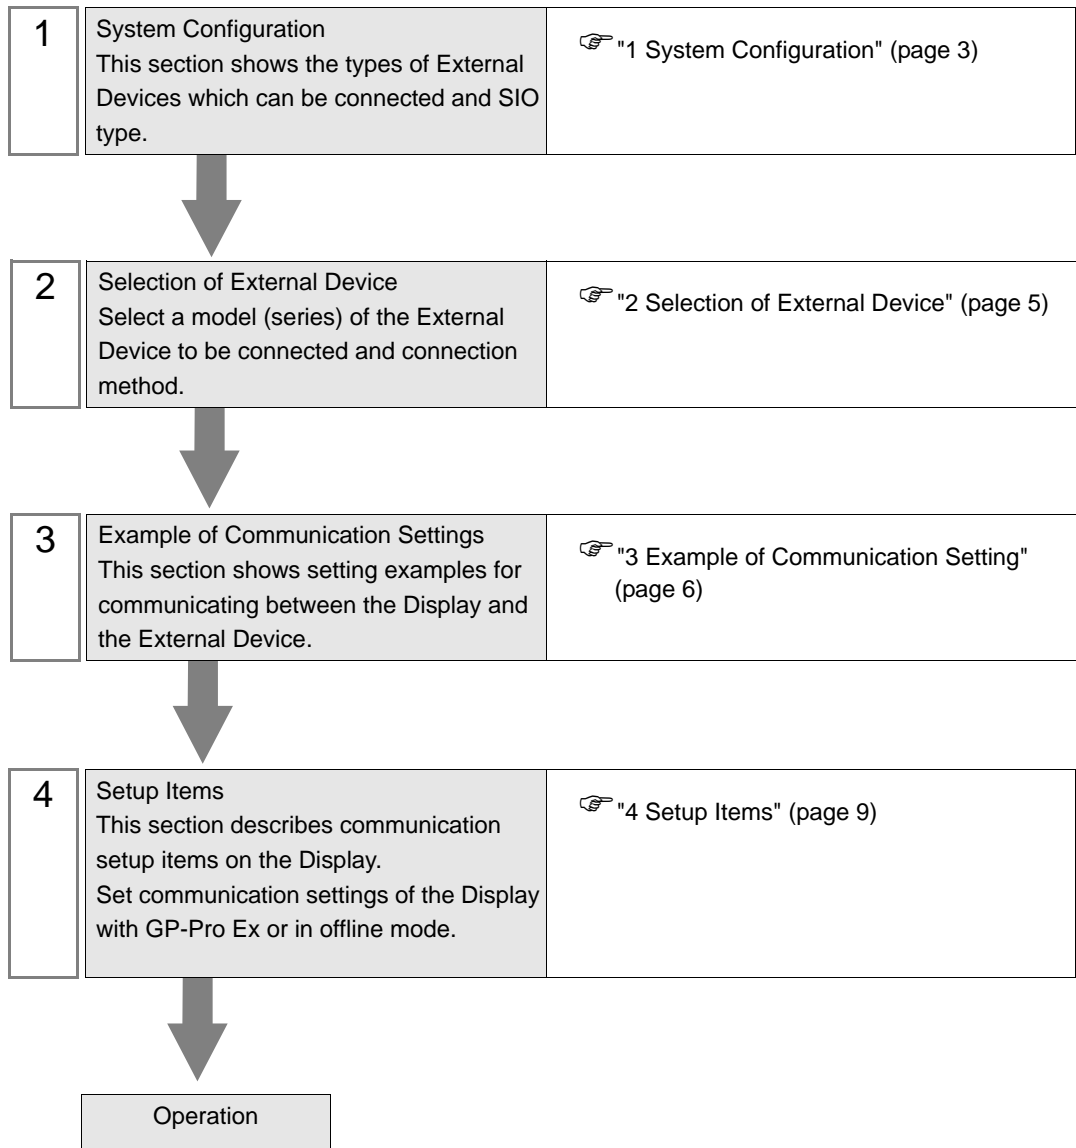 1
System Configuration
This section shows the types of External
Devices which can be connected and SIO
type.
"1 System Configuration" (page 3)
2
Selection of External Device
Select a model (series) of the External
Device to be connected and connection
method.
"2 Selection of External Device" (page 5)
3
Example of Communication Settings
This section shows setting examples for
communicating between the Display and
the External Device.
"3 Example of Communication Setting"
(page 6)
4
Setup Items
This section describes communication
setup items on the Display.
Set communication settings of the Display
with GP-Pro Ex or in offline mode.
"4 Setup Items" (page 9)
Operation